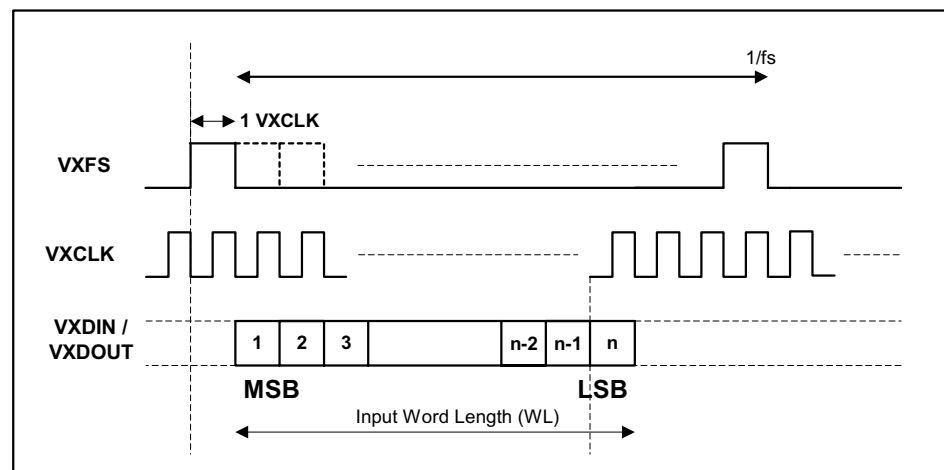 1/fs
1 VXCLK
VXFS
VXCLK
VXDIN /
VXDOUT
1 2 3 n-2 n-1 n
MSB LSB
Input Word Length (WL)